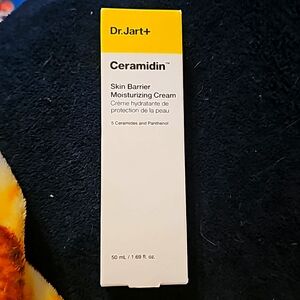 Dr.Jart+
Ceramidin™
Skin Barrier
Moisturizing Cream
Crème hydratante de
protection de la peau
5 Ceramides and Panthenol
50 mL / 1.69 fl. oz.